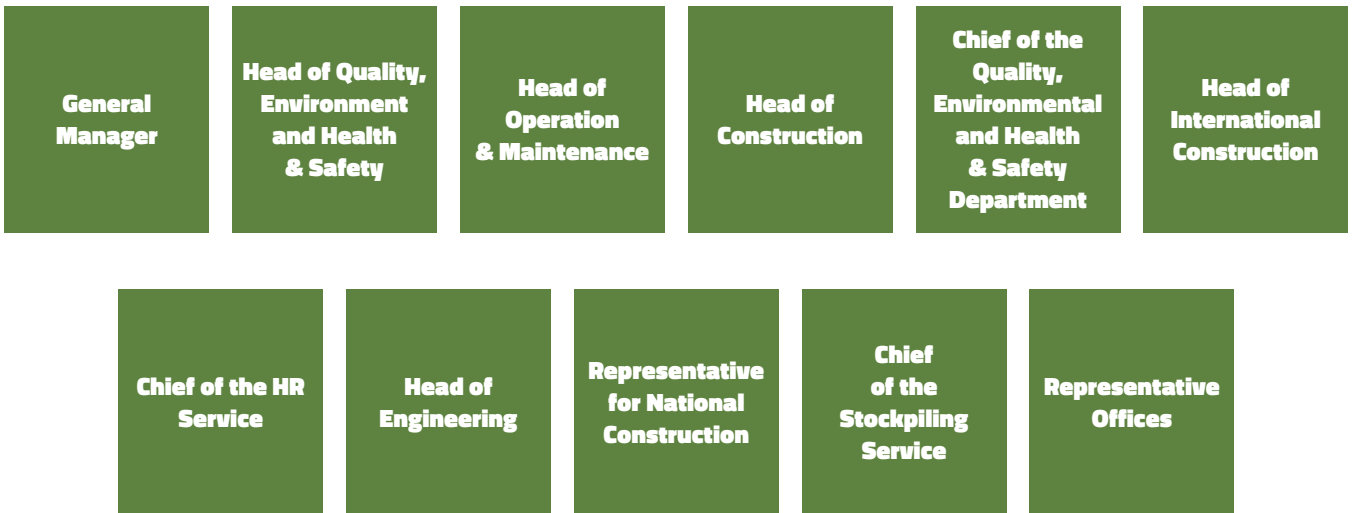 General
Manager
Head of Quality,
Environment
and Health
& Safety
Head of
Operation
& Maintenance
Head of
Construction
Chief of the
Quality,
Environmental
and Health
& Safety
Department
Head of
International
Construction
Chief of the HR
Service
Head of
Engineering
Representative
for National
Construction
Chief
of the
Stockpiling
Service
Representative
Offices